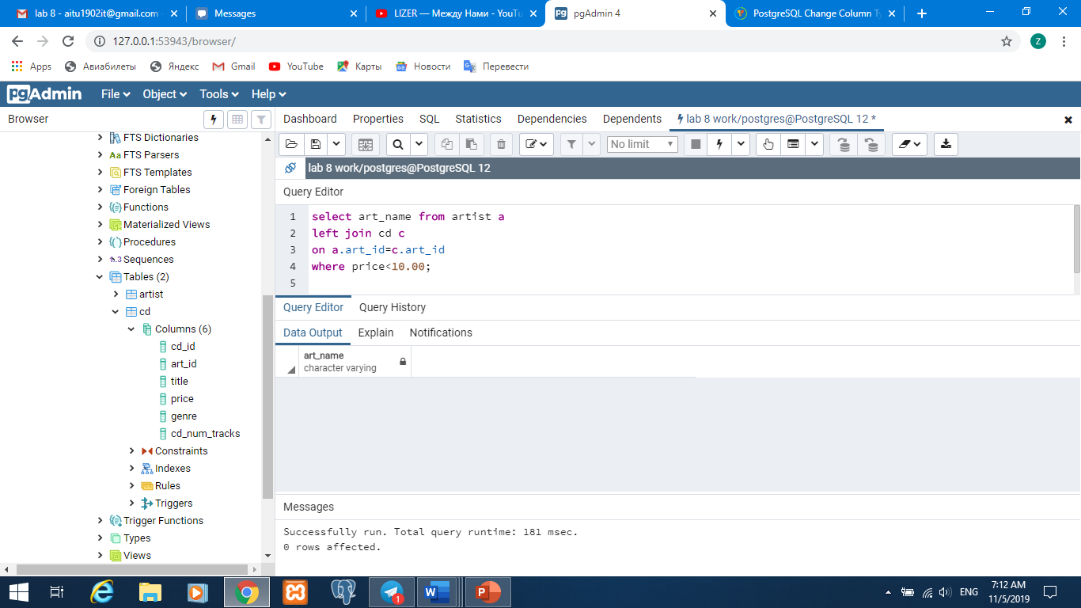 lab 8 - aitu1902it@gmail.com
Messages
LIZER — Между Нами - YouTu
pgAdmin 4
PostgreSQL Change Column Ty
127.0.0.1:53943/browser/
Z
Apps Авиабилеты Яндекс Gmail YouTube Карты Новости Перевести
pgAdmin File Object Tools Help
Browser
Dashboard Properties SQL Statistics Dependencies Dependents lab 8 work/postgres@PostgreSQL 12 *
FTS Dictionaries
FTS Parsers
FTS Templates
Foreign Tables
Functions
Materialized Views
Procedures
Sequences
Tables (2)
artist
cd
Columns (6)
cd_id
art_id
title
price
genre
cd_num_tracks
Constraints
Indexes
Rules
Triggers
Trigger Functions
Types
Views
No limit
lab 8 work/postgres@PostgreSQL 12
Query Editor
1 select art_name from artist a
2 left join cd c
3 on a.art_id=c.art_id
4 where price<10.00;
5
Query Editor Query History
Data Output Explain Notifications
art_name
character varying
Messages
Successfully run. Total query runtime: 181 msec.
0 rows affected.
ENG
7:12 AM
11/5/2019